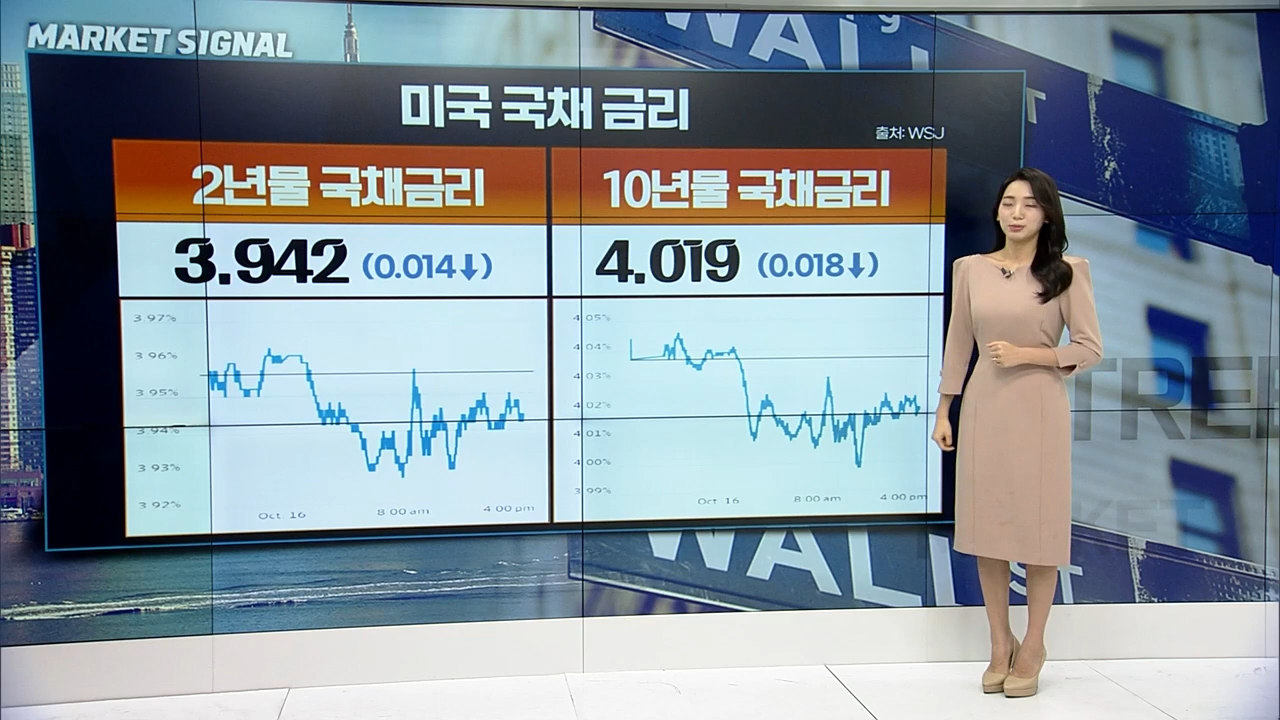 MARKET SIGNAL
미국 국채 금리
출처: WSJ
2년물 국채금리
10년물 국채금리
3.942 (0.014↓)
4.019 (0.018↓)
3.97%
3.96%
3.95%
3.94%
3.93%
3.92%
Oct. 16
8:00 am
4:00 pm
4.05%
4.04%
4.03%
4.02%
4.01%
4.00%
3.99%
Oct. 16
8:00 am
4:00 pm
WALL
WALL
ST